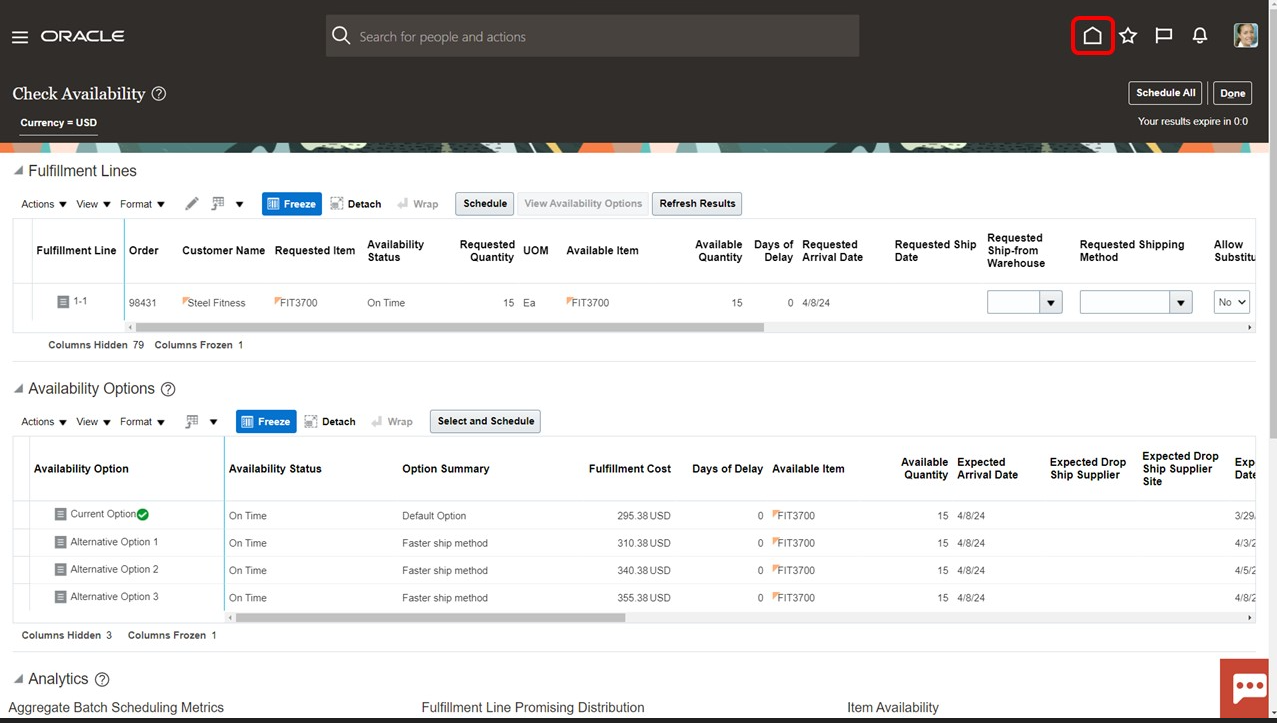 ORACLE
Search for people and actions
Check Availability
Schedule All
Done
Currency = USD
Your results expire in 0:0
Fulfillment Lines
Actions View Format Freeze Detach Wrap Schedule View Availability Options Refresh Results
Fulfillment Line Order Customer Name Requested Item Availability Status Requested Quantity UOM Available Item Available Quantity Days of Delay Requested Arrival Date Requested Ship Date Requested Ship-from Warehouse Requested Shipping Method Allow Substitu
1-1 98431 Steel Fitness FIT3700 On Time 15 Ea FIT3700 15 0 4/8/24 No
Columns Hidden 79 Columns Frozen 1
Availability Options
Actions View Format Freeze Detach Wrap Select and Schedule
Availability Option Availability Status Option Summary Fulfillment Cost Days of Delay Available Item Available Quantity Expected Arrival Date Expected Drop Ship Supplier Expected Drop Ship Supplier Site Exp Date
Current Option On Time Default Option 295.38 USD 0 FIT3700 15 4/8/24 3/29/
Alternative Option 1 On Time Faster ship method 310.38 USD 0 FIT3700 15 4/8/24 4/3/2
Alternative Option 2 On Time Faster ship method 340.38 USD 0 FIT3700 15 4/8/24 4/5/2
Alternative Option 3 On Time Faster ship method 355.38 USD 0 FIT3700 15 4/8/24 4/8/2
Columns Hidden 3 Columns Frozen 1
Analytics
Aggregate Batch Scheduling Metrics Fulfillment Line Promising Distribution Item Availability